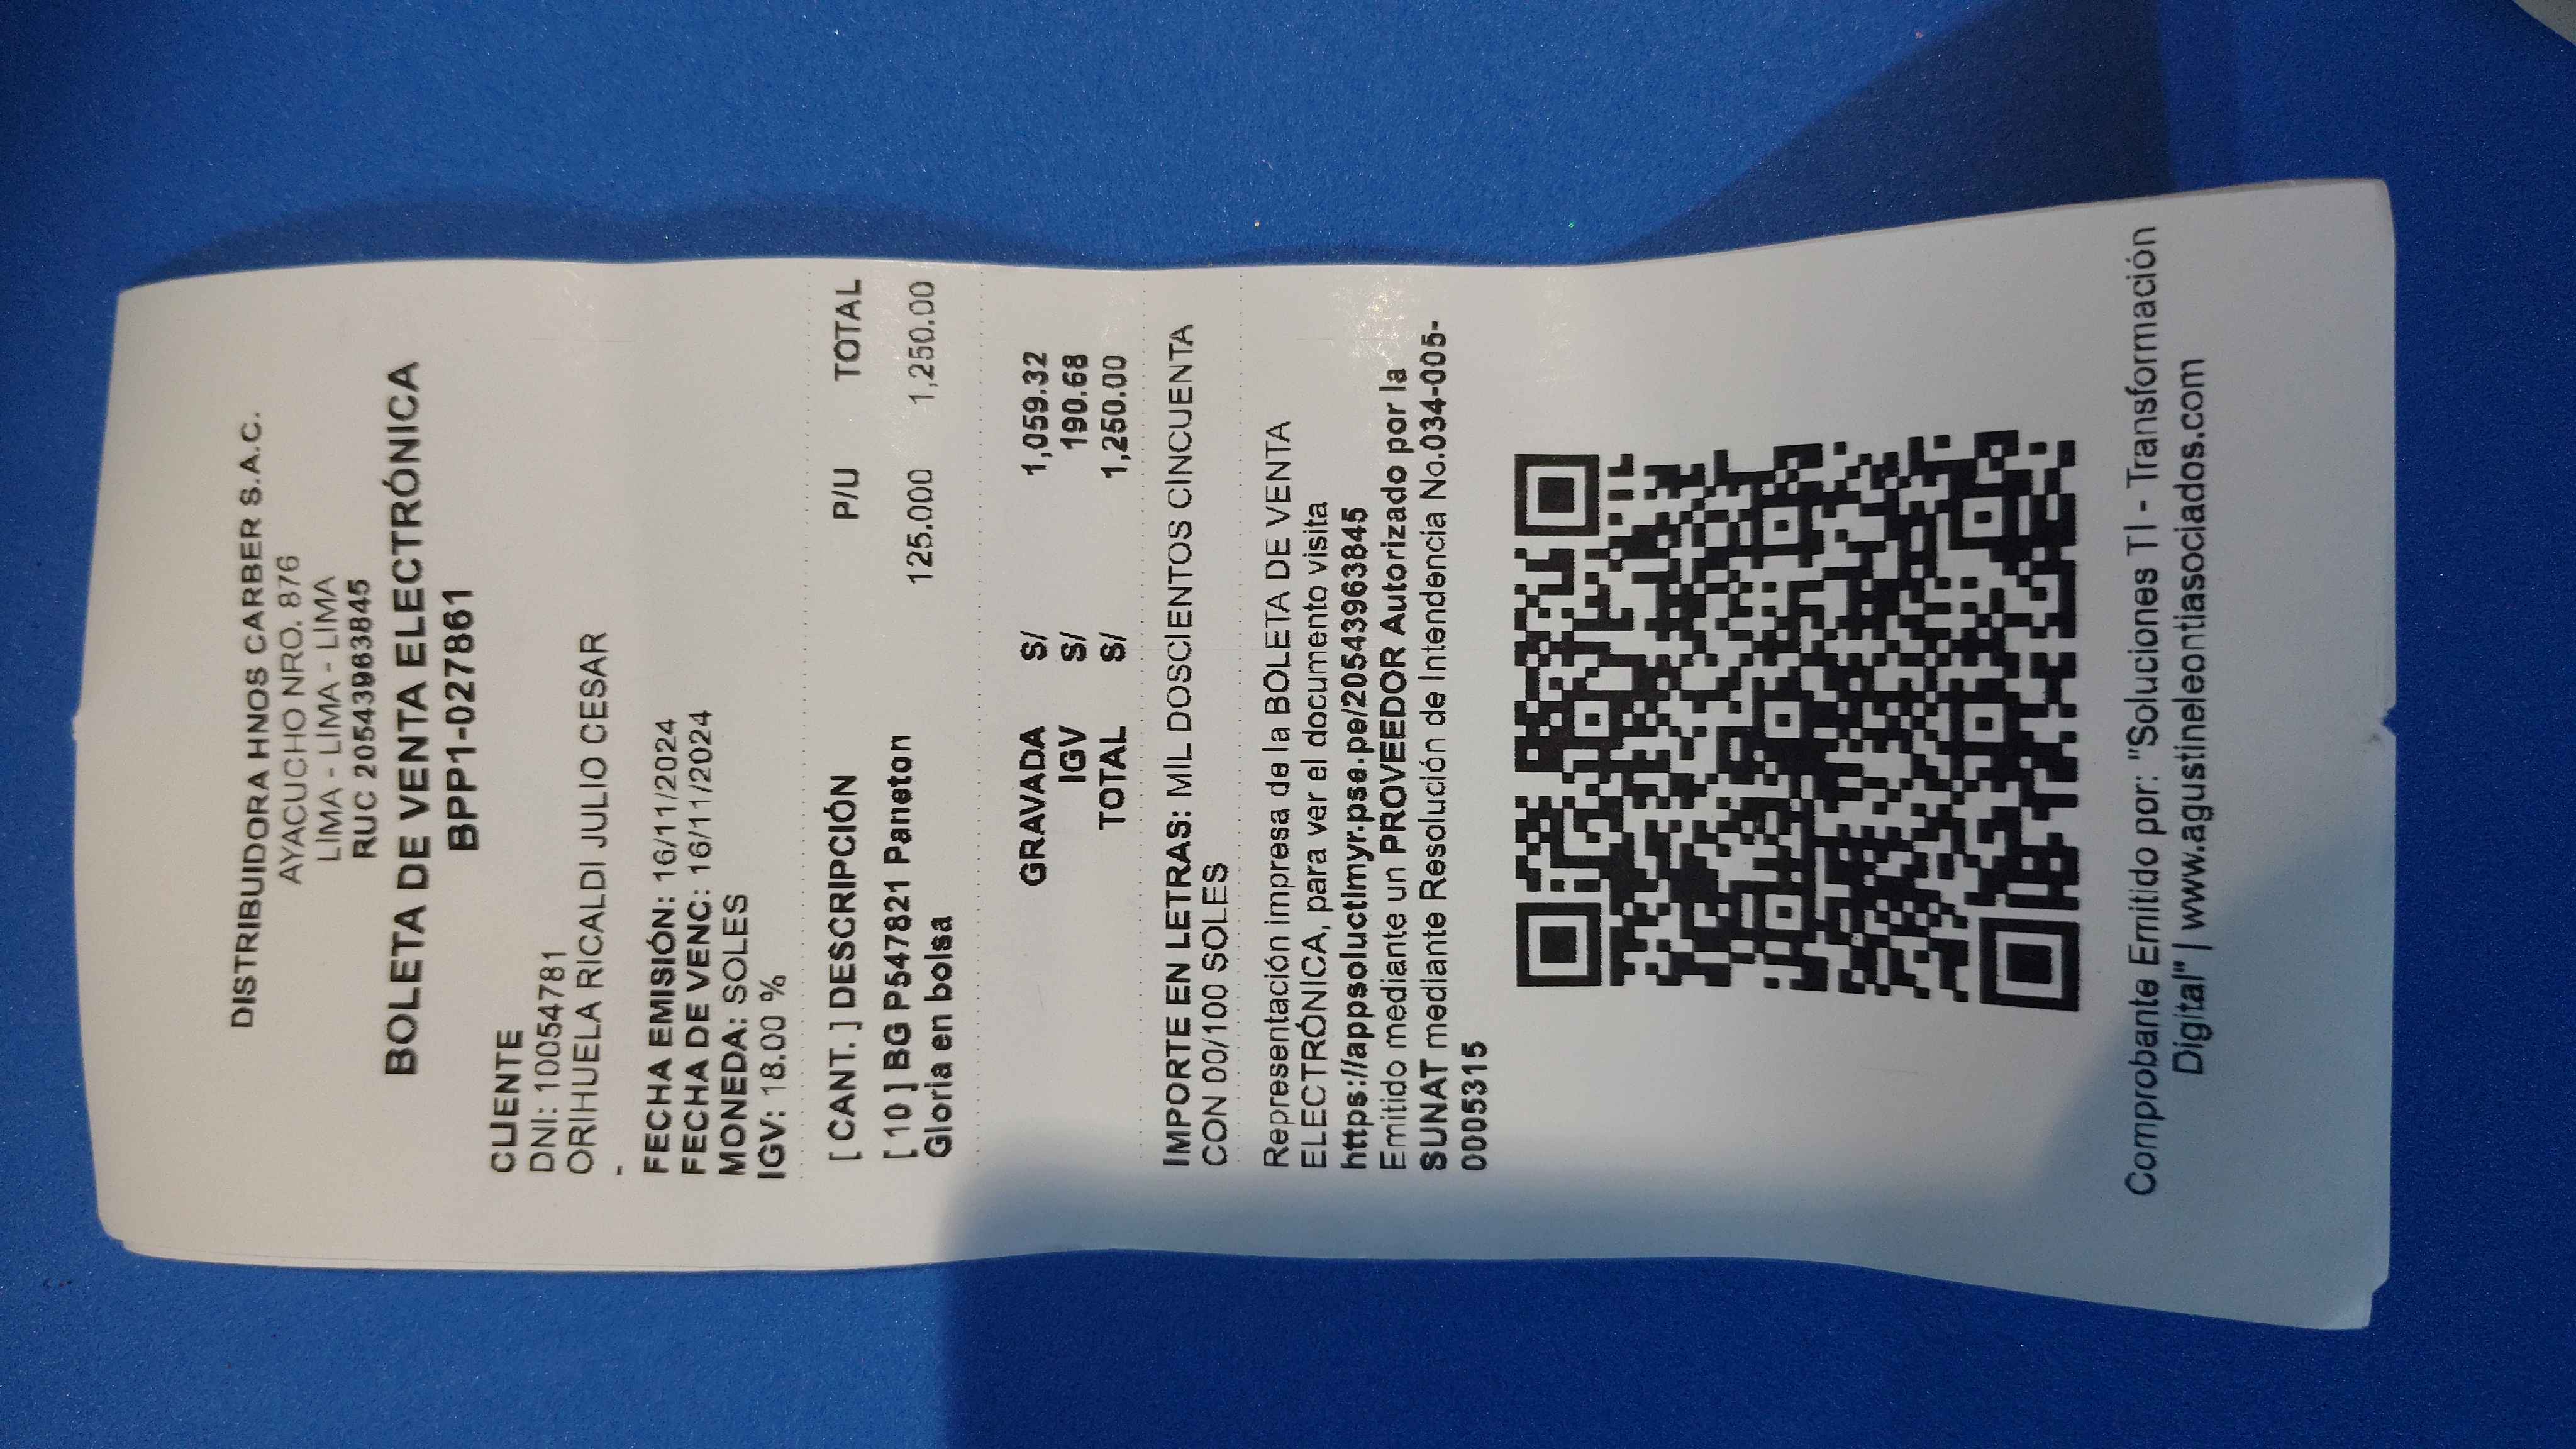 DISTRIBUIDORA HNOS CARBER S.A.C.
AYACUCHO NRO. 876
LIMA - LIMA - LIMA
RUC 20543963845
BOLETA DE VENTA ELECTRÓNICA
BPP1-027861
CLIENTE
DNI: 10054781
ORIHUELA RICALDI JULIO CESAR
-
FECHA EMISIÓN: 16/11/2024
FECHA DE VENC: 16/11/2024
MONEDA: SOLES
IGV: 18.00 %
[ CANT. ] DESCRIPCIÓN P/U TOTAL
[ 10 ] BG P547821 Paneton
Gloria en bolsa 125.000 1,250.00
GRAVADA S/ 1,059.32
IGV S/ 190.68
TOTAL S/ 1,250.00
IMPORTE EN LETRAS: MIL DOSCIENTOS CINCUENTA
CON 00/100 SOLES
Representación impresa de la BOLETA DE VENTA
ELECTRÓNICA, para ver el documento visita
https://appsoluctimyr.pse.pe/20543963845
Emitido mediante un PROVEEDOR Autorizado por la
SUNAT mediante Resolución de Intendencia No.034-005-
0005315
Comprobante Emitido por: "Soluciones TI - Transformación
Digital" | www.agustineleontiasociados.com